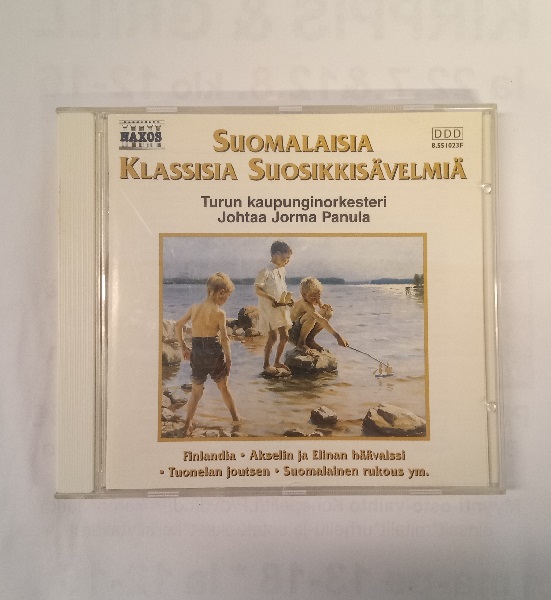 NAXOS
DDD
8.551023F
SUOMALAISIA
KLASSISIA SUOSIKKISÄVELMIÄ
Turun kaupunginorkesteri
Johtaa Jorma Panula
Finlandia • Akselin ja Elinan häävalssi
• Tuonelan joutsen • Suomalainen rukous ym.